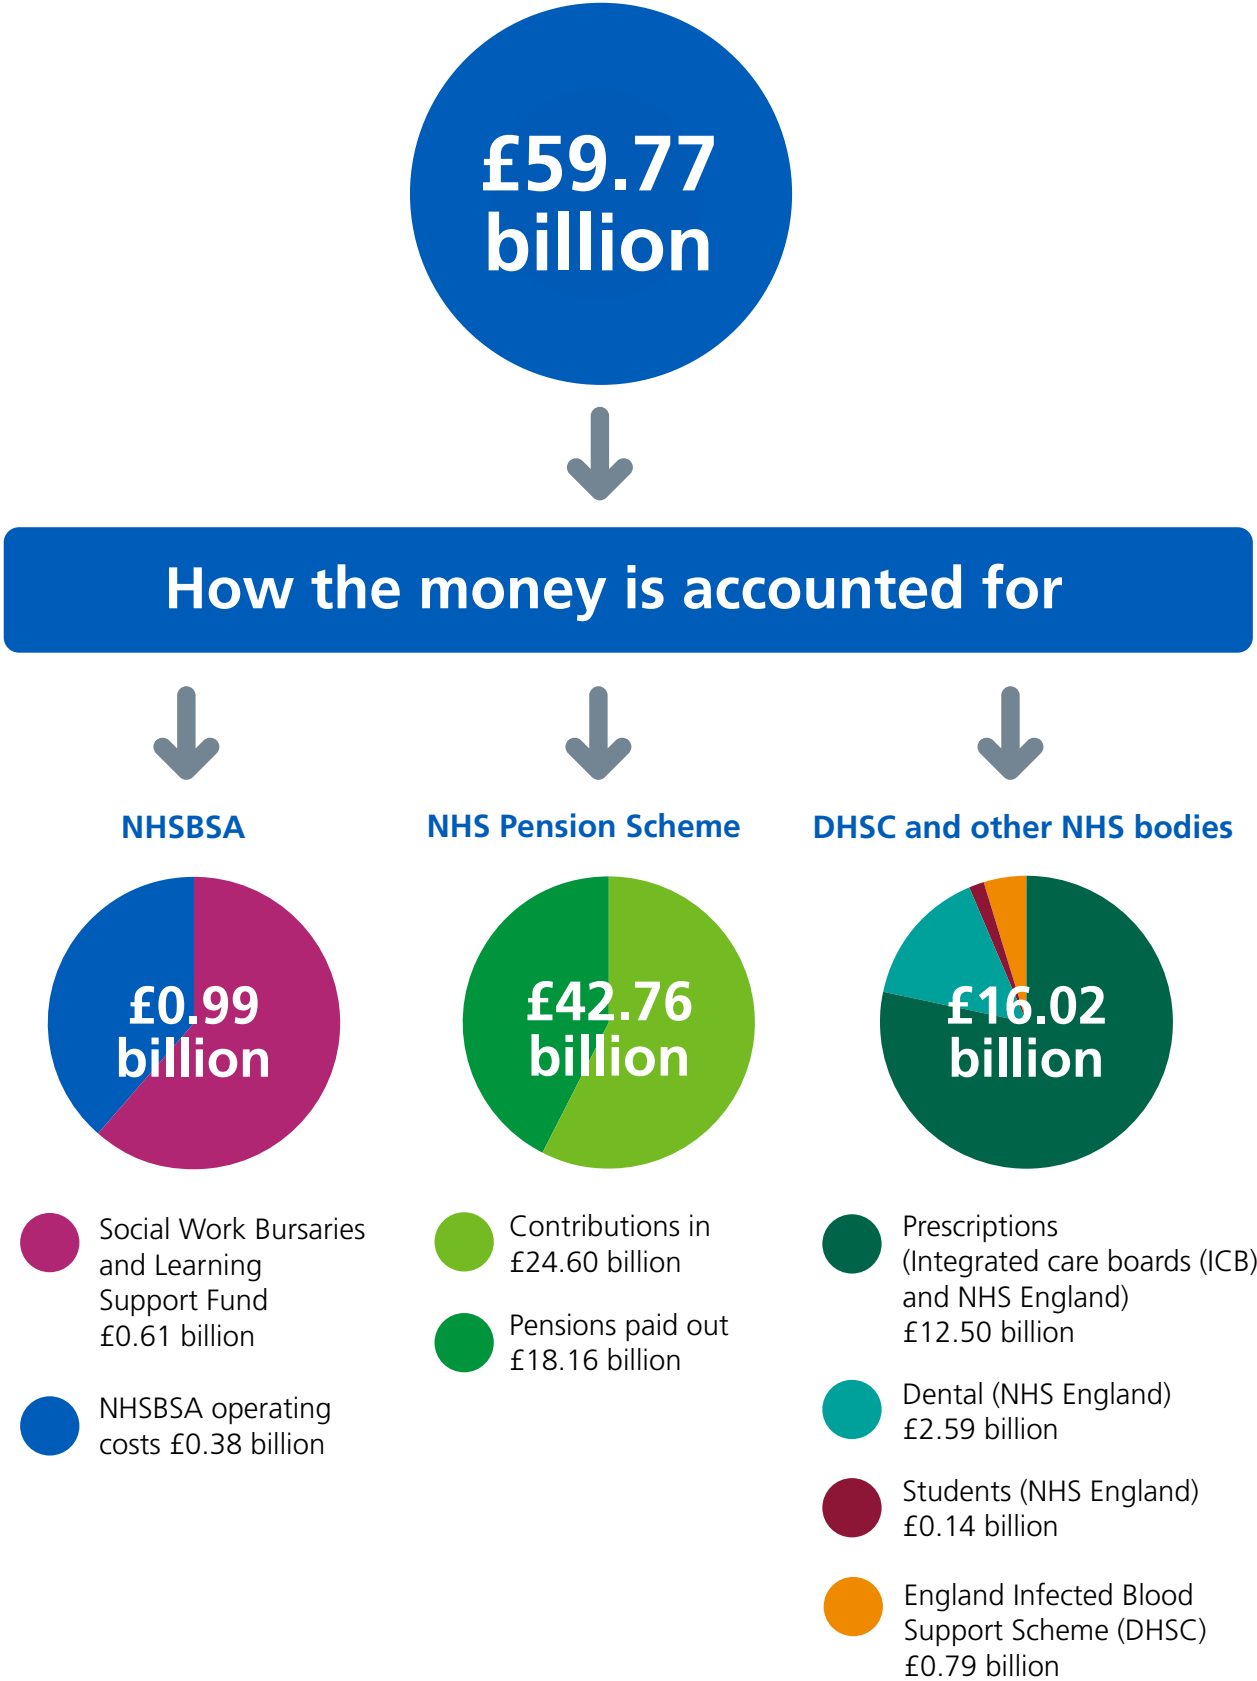 £59.77
billion
How the money is accounted for
NHSBSA
£0.99
billion
Social Work Bursaries
and Learning
Support Fund
£0.61 billion
NHSBSA operating
costs £0.38 billion
NHS Pension Scheme
£42.76
billion
Contributions in
£24.60 billion
Pensions paid out
£18.16 billion
DHSC and other NHS bodies
£16.02
billion
Prescriptions
(Integrated care boards (ICB)
and NHS England)
£12.50 billion
Dental (NHS England)
£2.59 billion
Students (NHS England)
£0.14 billion
England Infected Blood
Support Scheme (DHSC)
£0.79 billion